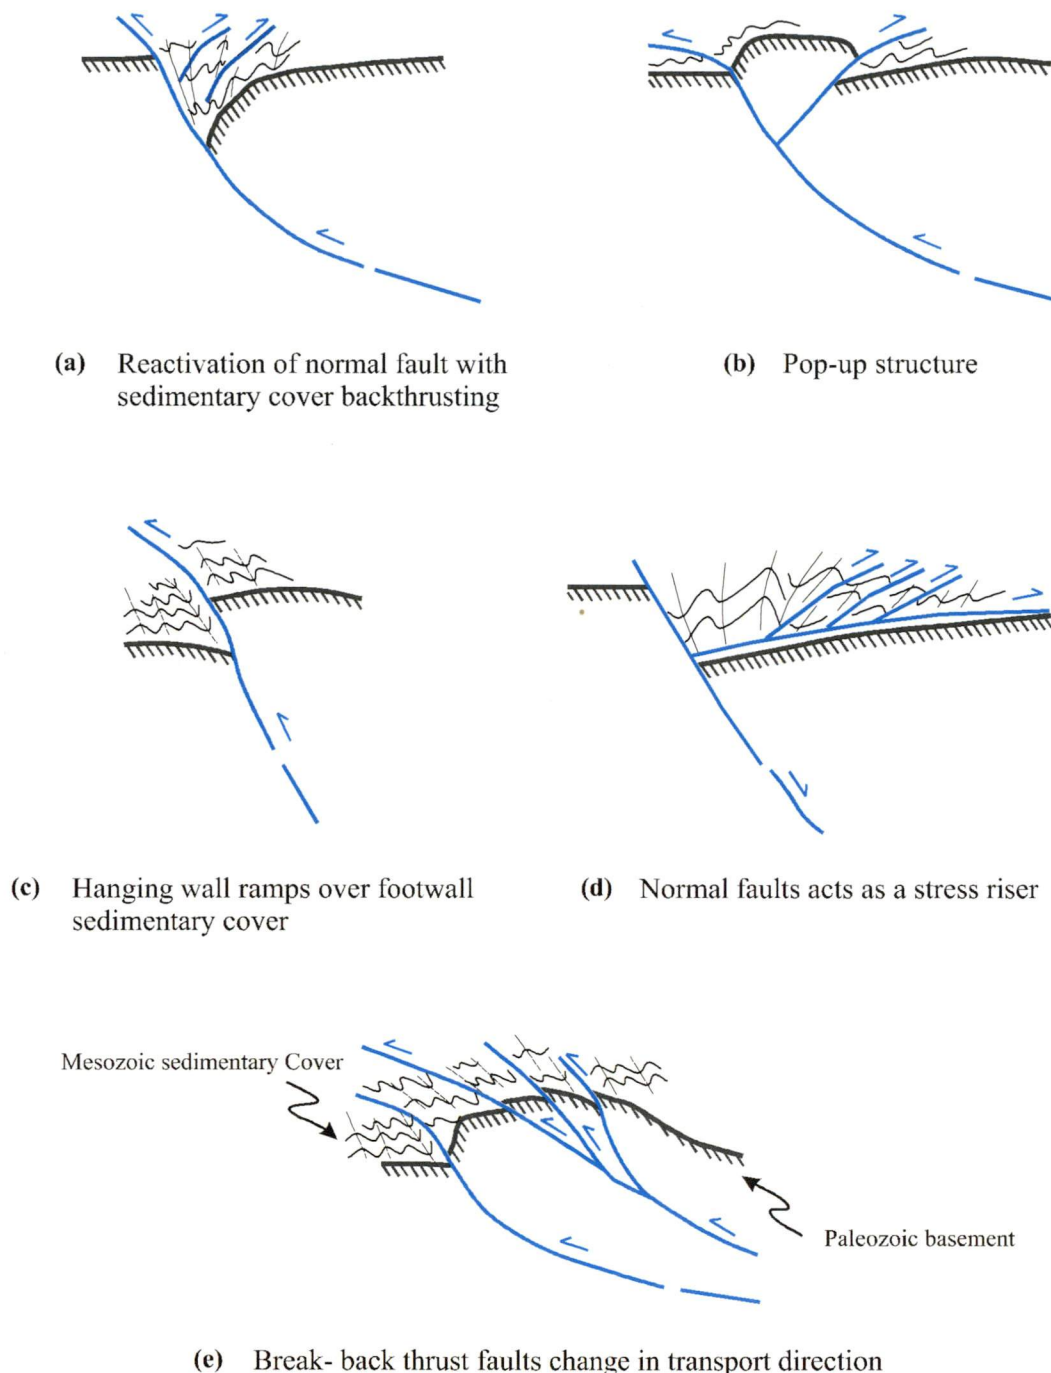 (a) Reactivation of normal fault with
sedimentary cover backthrusting
(b) Pop-up structure
(c) Hanging wall ramps over footwall
sedimentary cover
(d) Normal faults acts as a stress riser
Mesozoic sedimentary Cover
Paleozoic basement
(e) Break- back thrust faults change in transport direction